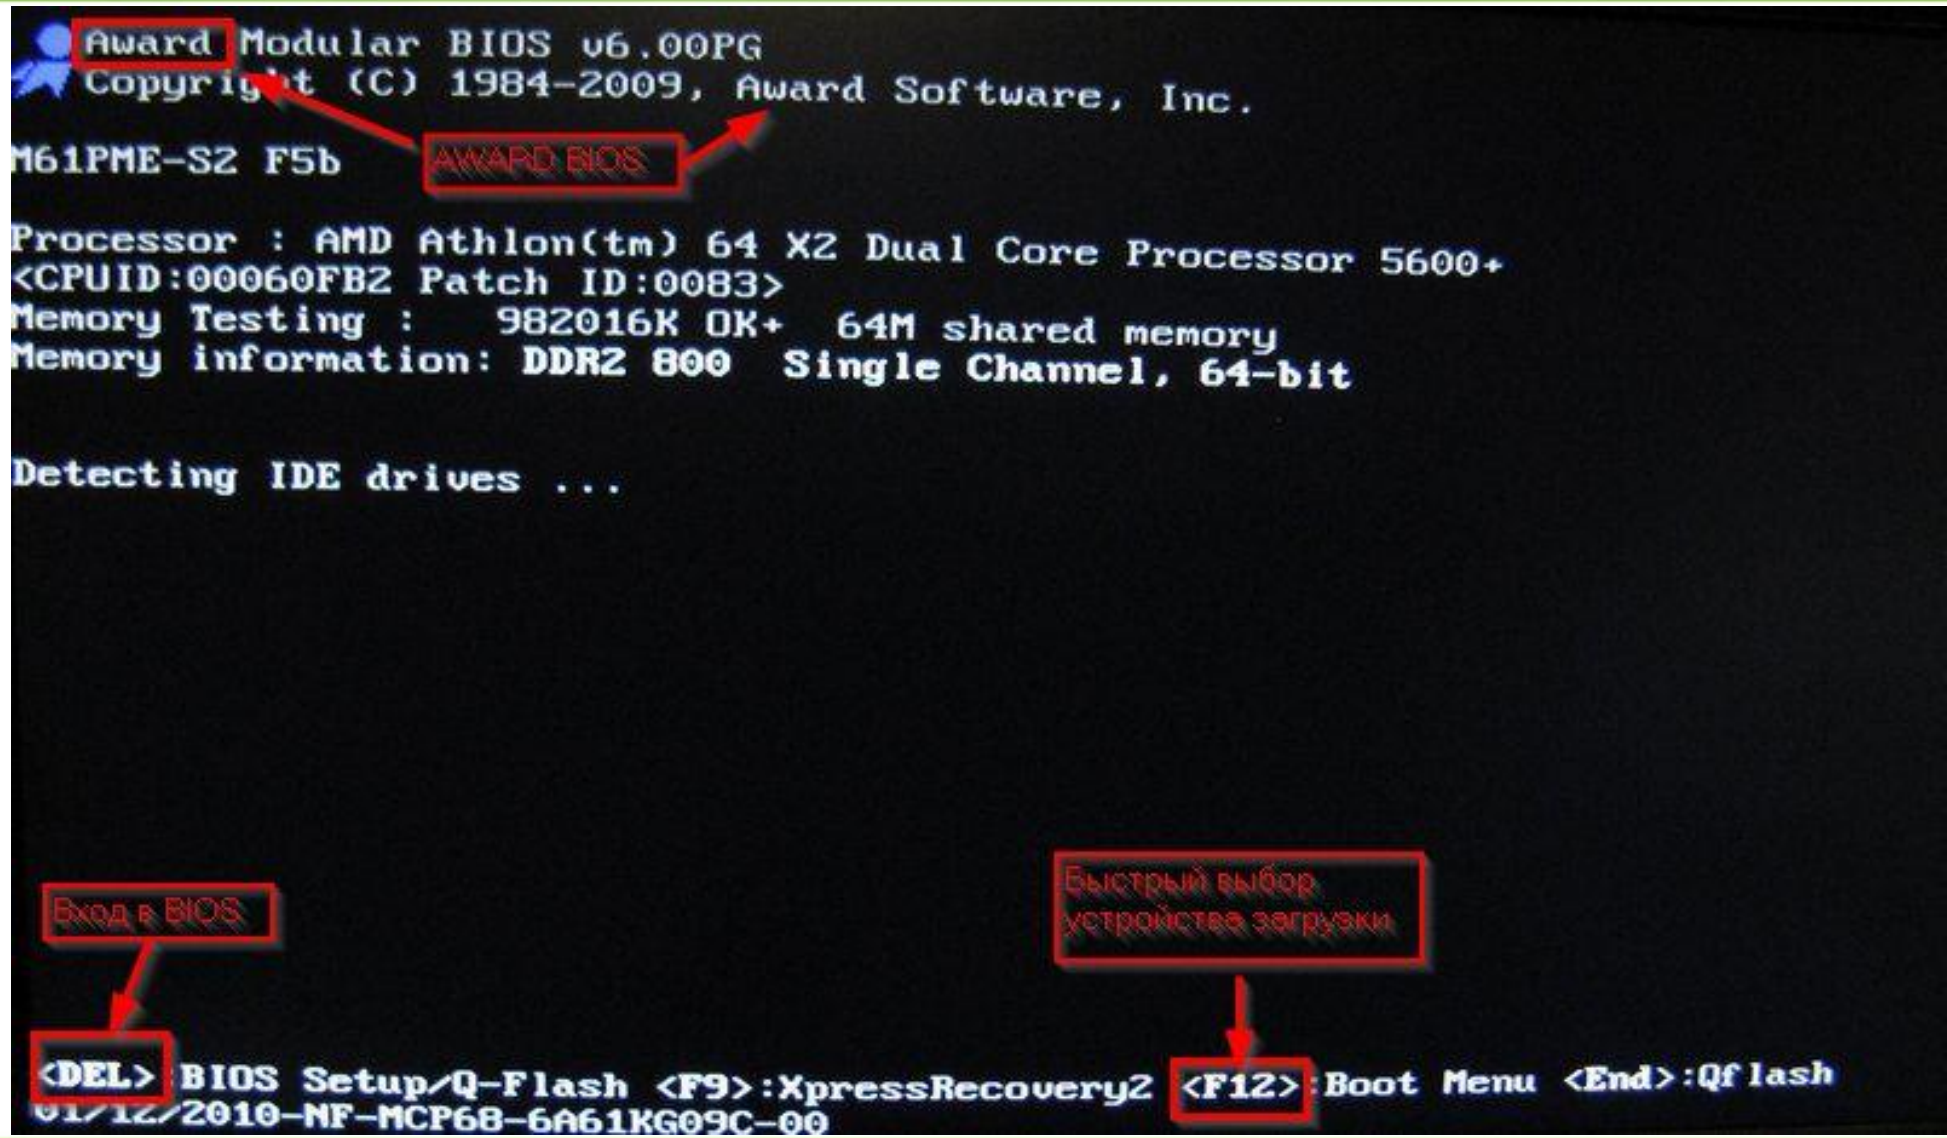 Award Modular BIOS v6.00PG
Copyright (C) 1984-2009, Award Software, Inc.
M61PME-S2 F5b
AWARD BIOS
Processor : AMD Athlon(tm) 64 X2 Dual Core Processor 5600+
<CPUID:00060FB2 Patch ID:0083>
Memory Testing : 982016K OK+ 64M shared memory
Memory information: DDR2 800 Single Channel, 64-bit
Detecting IDE drives ...
Вход в BIOS
Быстрый выбор
устройства загрузки
<DEL>:BIOS Setup/Q-Flash <F9>:XpressRecovery2 <F12>:Boot Menu <End>:Qflash
01/12/2010-NF-MCP68-6A61KG09C-00